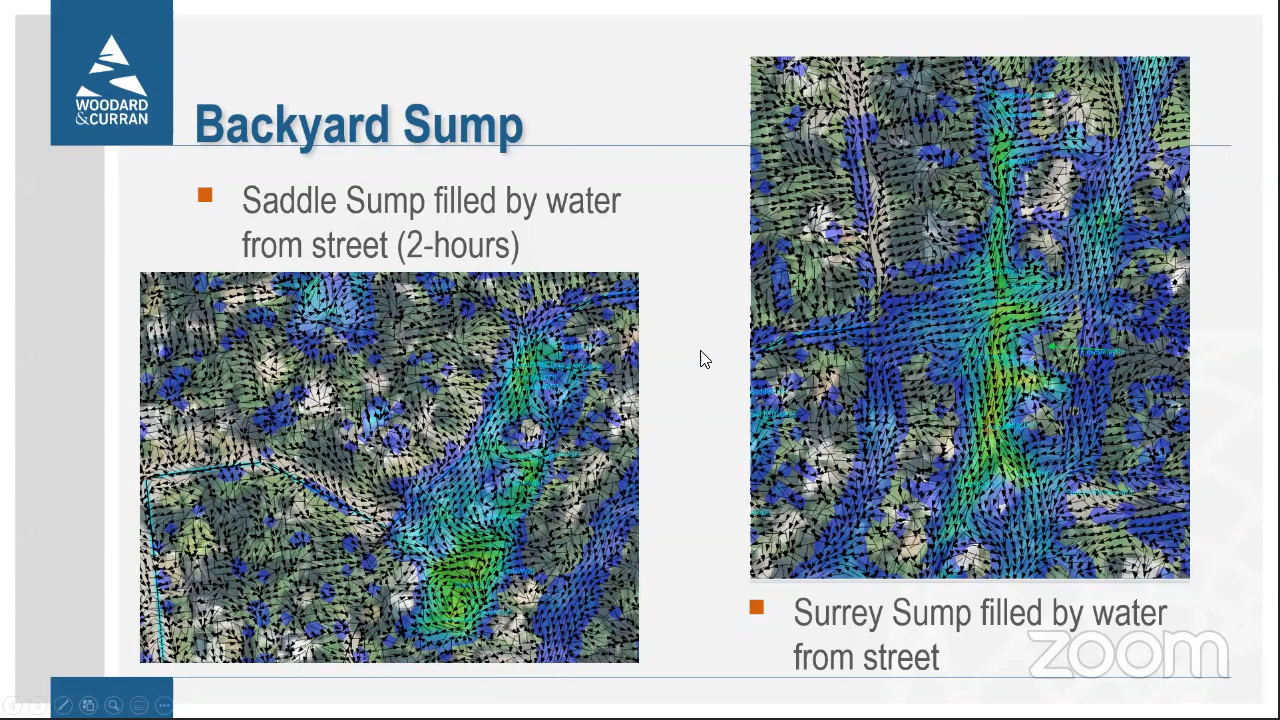 WOODARD
&CURRAN
Backyard Sump
Saddle Sump filled by water
from street (2-hours)
Surrey Sump filled by water
from street
zoom